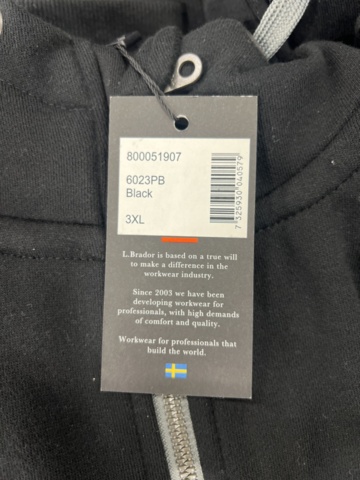 800051907
6023PB
Black
3XL
7325930040579
L.Brador is based on a true will
to make a difference in the
workwear industry.
Since 2003 we have been
developing workwear for
professionals, with high demands
of comfort and quality.
Workwear for professionals that
build the world.